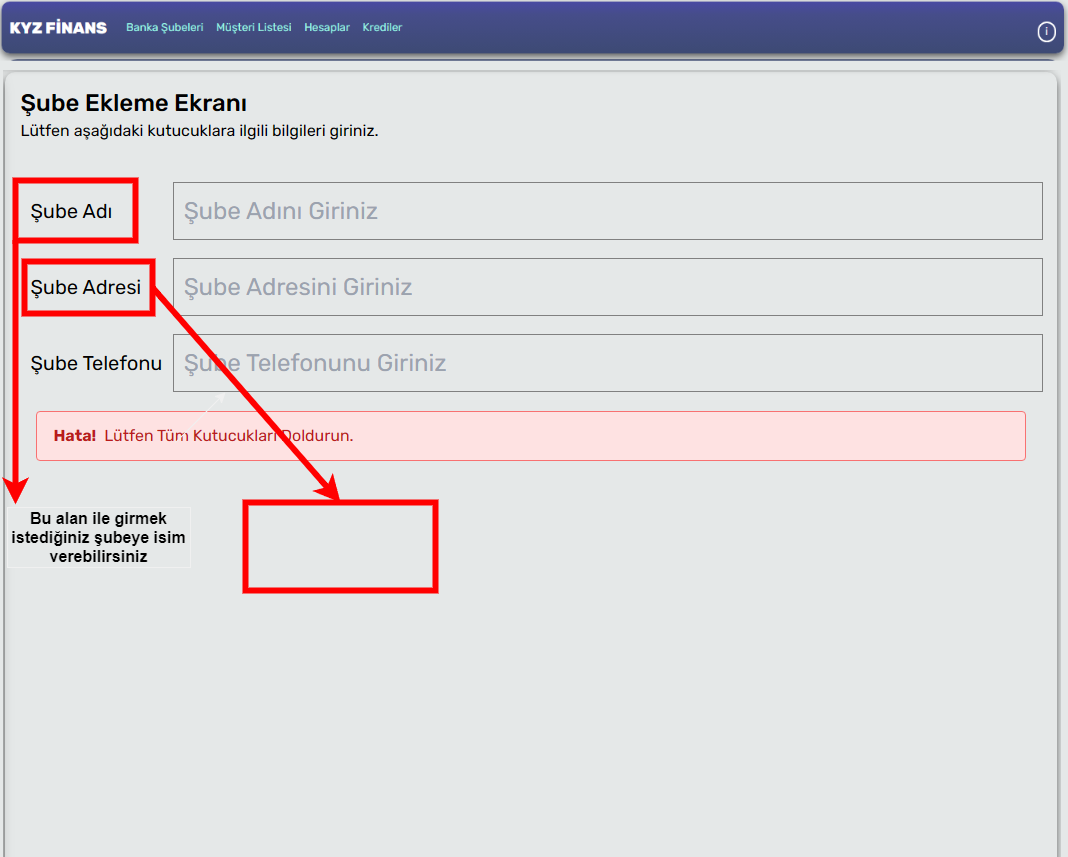 KYZ FİNANS Banka Şubeleri Müşteri Listesi Hesaplar Krediler
Şube Ekleme Ekranı
Lütfen aşağıdaki kutucuklara ilgili bilgileri giriniz.
Şube Adı Şube Adını Giriniz
Şube Adresi Şube Adresini Giriniz
Şube Telefonu Şube Telefonunu Giriniz
Hata! Lütfen Tüm Kutucukları Doldurun.
Bu alan ile girmek
istediğiniz şubeye isim
verebilirsiniz